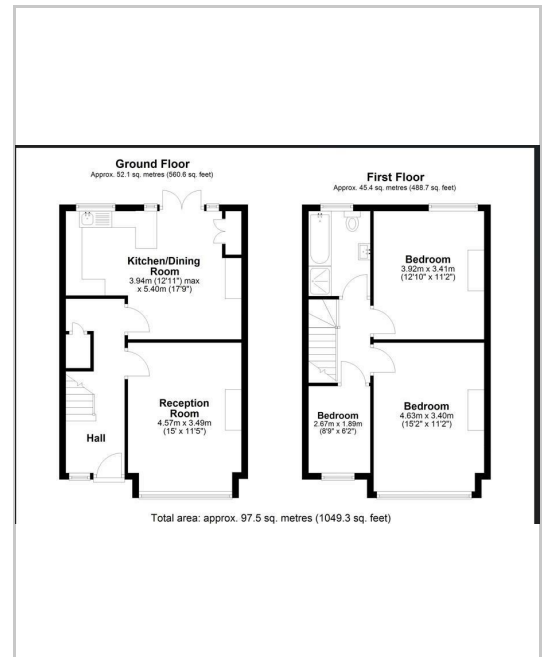 Ground Floor
Approx. 52.1 sq. metres (560.6 sq. feet)
Kitchen/Dining
Room
3.94m (12'11") max
x 5.40m (17'9")
Reception
Room
4.57m x 3.49m
(15' x 11'5")
Hall
First Floor
Approx. 45.4 sq. metres (488.7 sq. feet)
Bedroom
3.92m x 3.41m
(12'10" x 11'2")
Bedroom
2.67m x 1.89m
(8'9" x 6'2")
Bedroom
4.63m x 3.40m
(15'2" x 11'2")
Total area: approx. 97.5 sq. metres (1049.3 sq. feet)